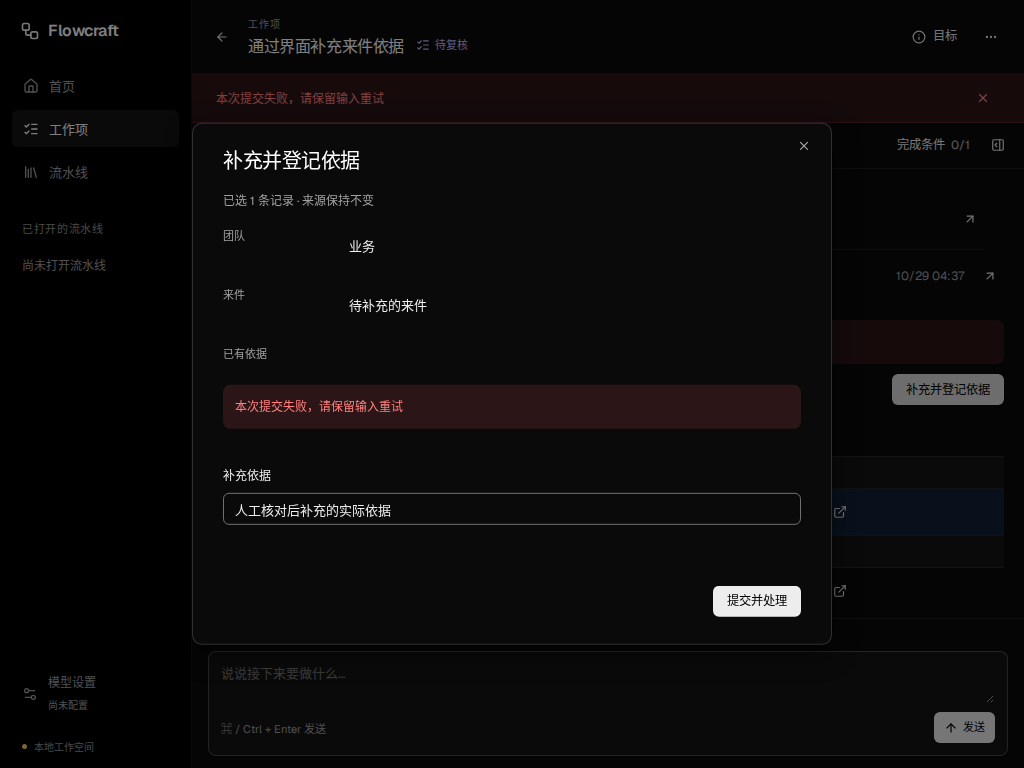 Flowcraft
首页
工作项
流水线
已打开的流水线
尚未打开流水线
模型设置
尚未配置
本地工作空间
工作项
通过界面补充来件依据
待复核
目标
本次提交失败，请保留输入重试
完成条件 0/1
10/29 04:37
补充并登记依据
补充并登记依据
已选 1 条记录 · 来源保持不变
团队
业务
来件
待补充的来件
已有依据
本次提交失败，请保留输入重试
补充依据
人工核对后补充的实际依据
提交并处理
说说接下来要做什么...
⌘ / Ctrl + Enter 发送
发送